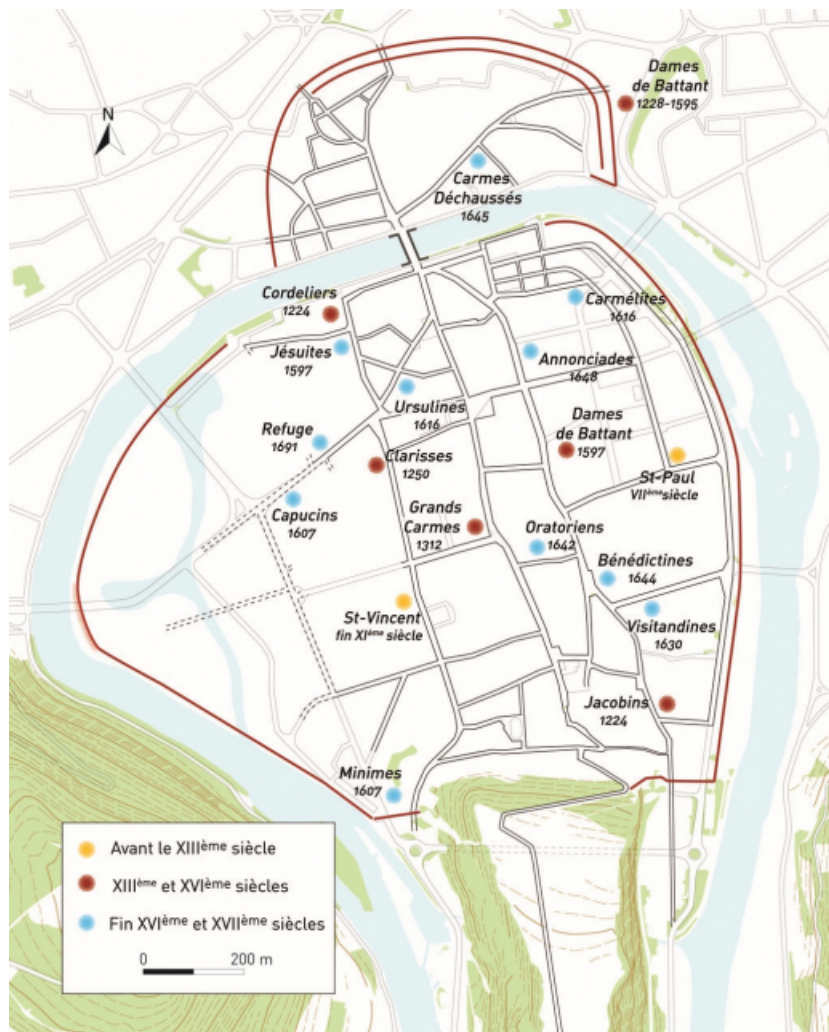 Dames
de Battant
1228-1595
N
Carmes
Déchaussés
1645
Cordeliers
1224
Carmélites
1616
Jésuites
1597
Annonciades
1648
Ursulines
1616
Dames
de Battant
1597
Refuge
1691
Clarisses
1250
St-Paul
VIIème siècle
Capucins
1607
Grands
Carmes
1312
Oratoriens
1642
Bénédictines
1644
St-Vincent
fin XIème siècle
Visitandines
1630
Jacobins
1224
Minimes
1607
Avant le XIIIème siècle
XIIIème et XVIème siècles
Fin XVIème et XVIIème siècles
0 200 m